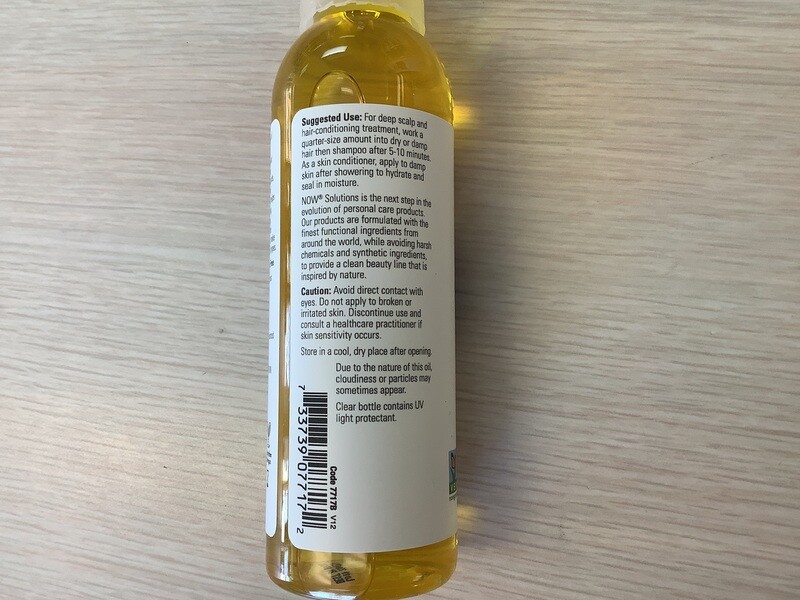 Suggested Use: For deep scalp and
hair-conditioning treatment, work a
quarter-size amount into dry or damp
hair then shampoo after 5-10 minutes.
As a skin conditioner, apply to damp
skin after showering to hydrate and
seal in moisture.
NOW® Solutions is the next step in the
evolution of personal care products.
Our products are formulated with the
finest functional ingredients from
around the world, while avoiding harsh
chemicals and synthetic ingredients,
to provide a clean beauty line that is
inspired by nature.
Caution: Avoid direct contact with
eyes. Do not apply to broken or
irritated skin. Discontinue use and
consult a healthcare practitioner if
skin sensitivity occurs.
Store in a cool, dry place after opening.
Due to the nature of this oil,
cloudiness or particles may
sometimes appear.
Clear bottle contains UV
light protectant.
7 33739 07717 2
Code 7717B V12